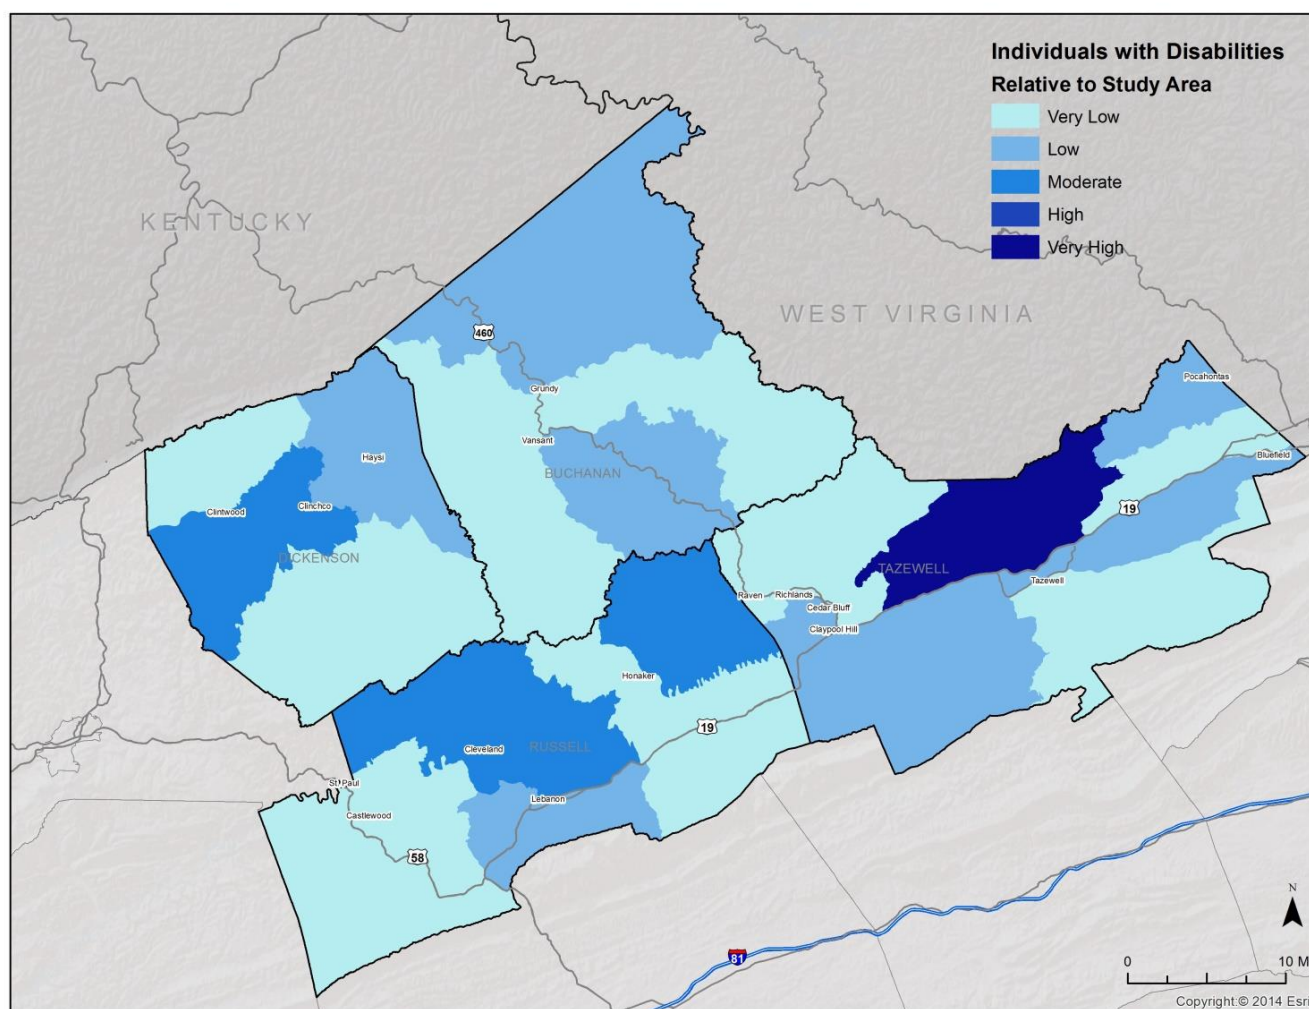 Individuals with Disabilities
Relative to Study Area
Very Low
Low
Moderate
High
Very High
KENTUCKY
WEST VIRGINIA
460
Pocahontas
Grundy
Vansant
Bluefield
Haysi
BUCHANAN
Clintwood
Clinchco
19
DICKENSON
TAZEWELL
Tazewell
Raven
Richlands
Cedar Bluff
Claypool Hill
Honaker
19
Cleveland
RUSSELL
St. Paul
Lebanon
Castlewood
58
N
81
0
10 M
Copyright:© 2014 Esri